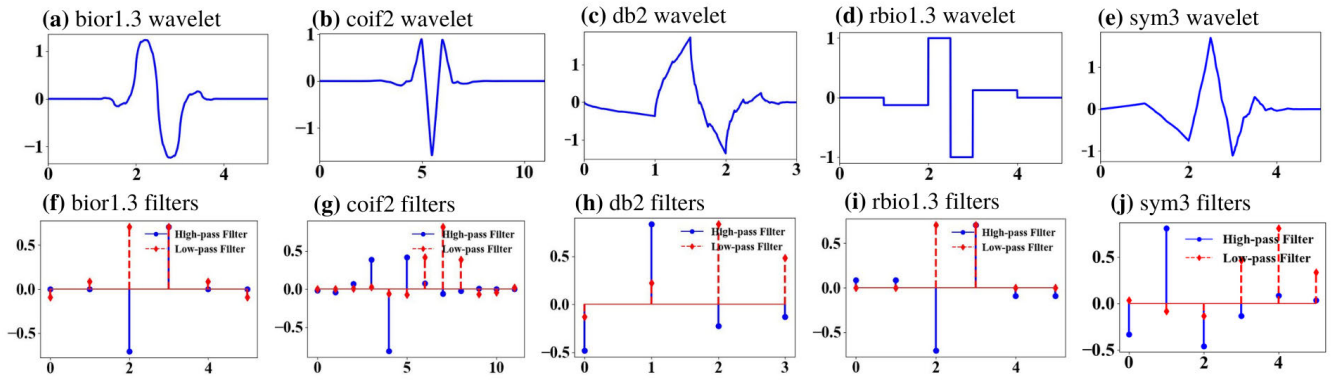 (a) bior1.3 wavelet
1
0
−1
0 2 4
(b) coif2 wavelet
1
0
−1
0 5 10
(c) db2 wavelet
1
0
-1
0 1 2 3
(d) rbio1.3 wavelet
1
0
-1
0 2 4
(e) sym3 wavelet
1
0
-1
0 2 4
(f) bior1.3 filters
High-pass Filter
Low-pass Filter
0.5
0.0
−0.5
0 2 4
(g) coif2 filters
High-pass Filter
Low-pass Filter
0.5
0.0
−0.5
0 5 10
(h) db2 filters
High-pass Filter
Low-pass Filter
0.5
0.0
−0.5
0 1 2 3
(i) rbio1.3 filters
High-pass Filter
Low-pass Filter
0.5
0.0
−0.5
0 2 4
(j) sym3 filters
High-pass Filter
Low-pass Filter
0.5
0.0
−0.5
0 2 4